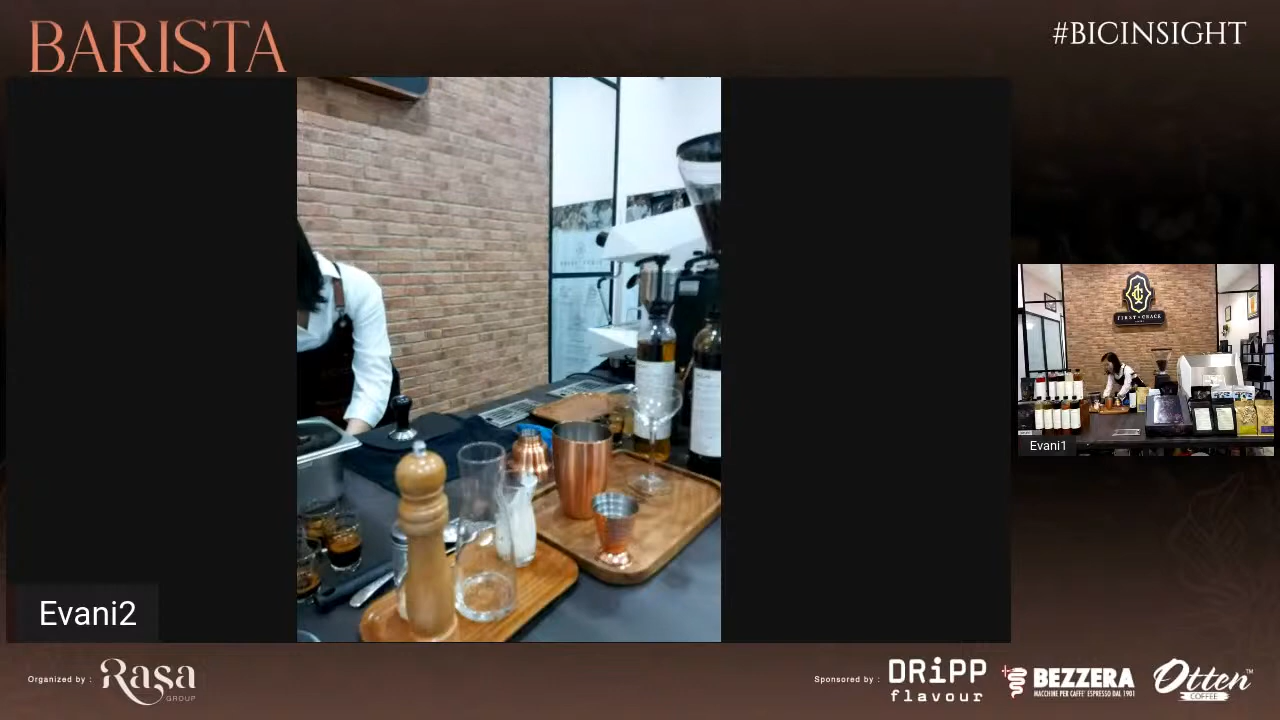 BARISTA
#BICINSIGHT
FIRST CRACK
Evani1
Evani2
Organized by :
Rasa
GROUP
Sponsored by :
DRiPP
flavour
BEZZERA
MACCHINE PER CAFFE' ESPRESSO DAL 1901
Otten
COFFEE
TM